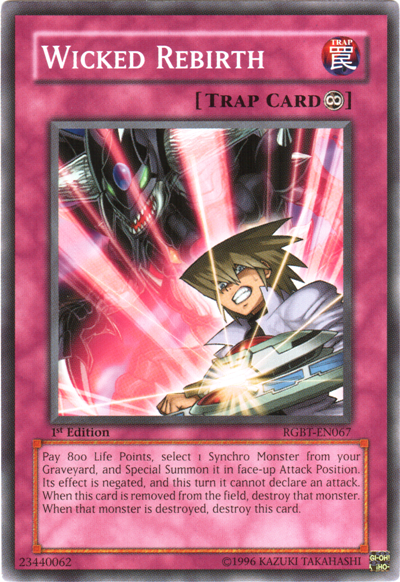 WICKED REBIRTH
TRAP
罠
[TRAP CARD∞]
1st Edition
RGBT-EN067
Pay 800 Life Points, select 1 Synchro Monster from your
Graveyard, and Special Summon it in face-up Attack Position.
Its effect is negated, and this turn it cannot declare an attack.
When this card is removed from the field, destroy that monster.
When that monster is destroyed, destroy this card.
23440062
©1996 KAZUKI TAKAHASHI